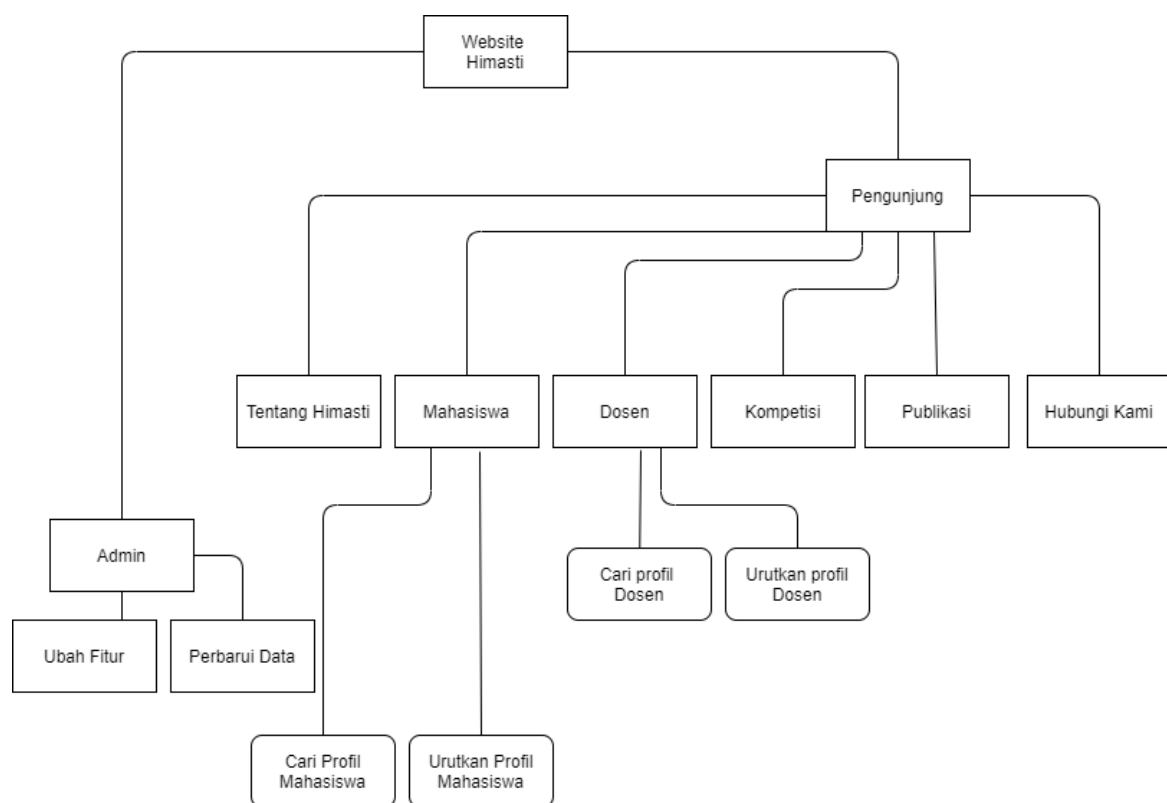 Website
Himasti
Pengunjung
Tentang Himasti
Mahasiswa
Dosen
Kompetisi
Publikasi
Hubungi Kami
Admin
Cari profil
Dosen
Urutkan profil
Dosen
Ubah Fitur
Perbarui Data
Cari Profil
Mahasiswa
Urutkan Profil
Mahasiswa